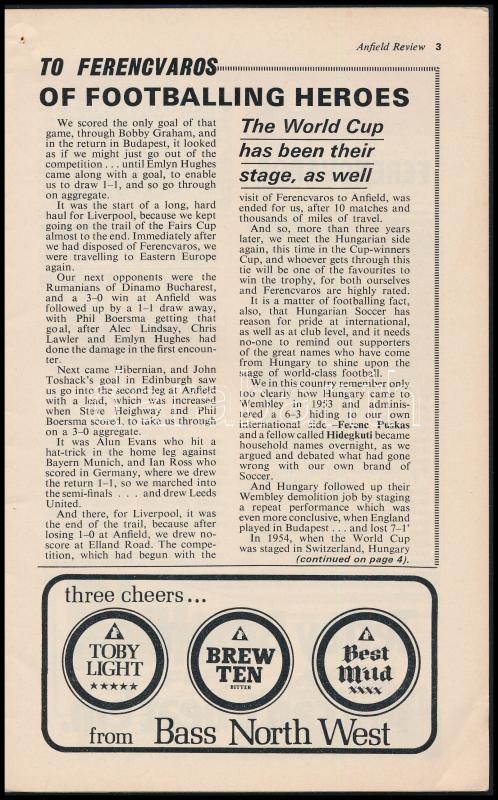 Anfield Review 3
TO FERENCVAROS
OF FOOTBALLING HEROES
We scored the only goal of that
game, through Bobby Graham, and
in the return in Budapest, it looked
as if we might just go out of the
competition . . . until Emlyn Hughes
came along with a goal, to enable
us to draw 1–1, and so go through
on aggregate.
It was the start of a long, hard
haul for Liverpool, because we kept
going on the trail of the Fairs Cup
almost to the end. Immediately after
we had disposed of Ferencvaros, we
were travelling to Eastern Europe
again.
Our next opponents were the
Rumanians of Dinamo Bucharest,
and a 3–0 win at Anfield was
followed up by a 1–1 draw away,
with Phil Boersma getting that
goal, after Alec Lindsay, Chris
Lawler and Emlyn Hughes had
done the damage in the first encoun-
ter.
Next came Hibernian, and John
Toshack's goal in Edinburgh saw
us go into the second leg at Anfield
with a lead, which was increased
when Steve Heighway and Phil
Boersma scored, to take us through
on a 3–0 aggregate.
It was Alun Evans who hit a
hat-trick in the home leg against
Bayern Munich, and Ian Ross who
scored in Germany, where we drew
the return 1–1, so we marched into
the semi-finals . . . and drew Leeds
United.
And there, for Liverpool, it was
the end of the trail, because after
losing 1–0 at Anfield, we drew no-
score at Elland Road. The compe-
tition, which had begun with the
The World Cup
has been their
stage, as well
visit of Ferencvaros to Anfield, was
ended for us, after 10 matches and
thousands of miles of travel.
And so, more than three years
later, we meet the Hungarian side
again, this time in the Cup-winners
Cup, and whoever gets through this
tie will be one of the favourites to
win the trophy, for both ourselves
and Ferencvaros are highly rated.
It is a matter of footballing fact,
also, that Hungarian Soccer has
reason for pride at international,
as well as at club level, and it needs
no-one to remind out supporters
of the great names who have come
from Hungary to shine upon the
stage of world-class football.
We in this country remember only
too clearly how Hungary came to
Wembley in 1953 and adminis-
tered a 6–3 hiding to our own
international side. Ferenc Puskas
and a fellow called Hidegkuti became
household names overnight, as we
argued and debated what had gone
wrong with our own brand of
Soccer.
And Hungary followed up their
Wembley demolition job by staging
a repeat performance which was
even more conclusive, when England
played in Budapest . . . and lost 7–1'
In 1954, when the World Cup
was staged in Switzerland, Hungary
(continued on page 4).
three cheers...
TOBY
LIGHT
★★★★★
BREW
TEN
BITTER
Best
Mild
XXXX
from Bass North West